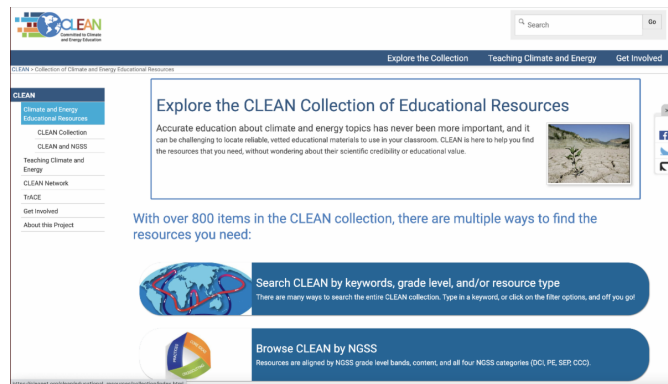 CLEAN
Committed to Climate
and Energy Education
Search
Go
Explore the Collection Teaching Climate and Energy Get Involved
CLEAN > Collection of Climate and Energy Educational Resources
CLEAN
Climate and Energy
Educational Resources
CLEAN Collection
CLEAN and NGSS
Teaching Climate and
Energy
CLEAN Network
TrACE
Get Involved
About this Project
Explore the CLEAN Collection of Educational Resources
Accurate education about climate and energy topics has never been more important, and it
can be challenging to locate reliable, vetted educational materials to use in your classroom. CLEAN is here to help you find
the resources that you need, without wondering about their scientific credibility or educational value.
With over 800 items in the CLEAN collection, there are multiple ways to find the
resources you need:
Search CLEAN by keywords, grade level, and/or resource type
There are many ways to search the entire CLEAN collection. Type in a keyword, or click on the filter options, and off you go!
Browse CLEAN by NGSS
Resources are aligned by NGSS grade level bands, content, and all four NGSS categories (DCI, PE, SEP, CCC).